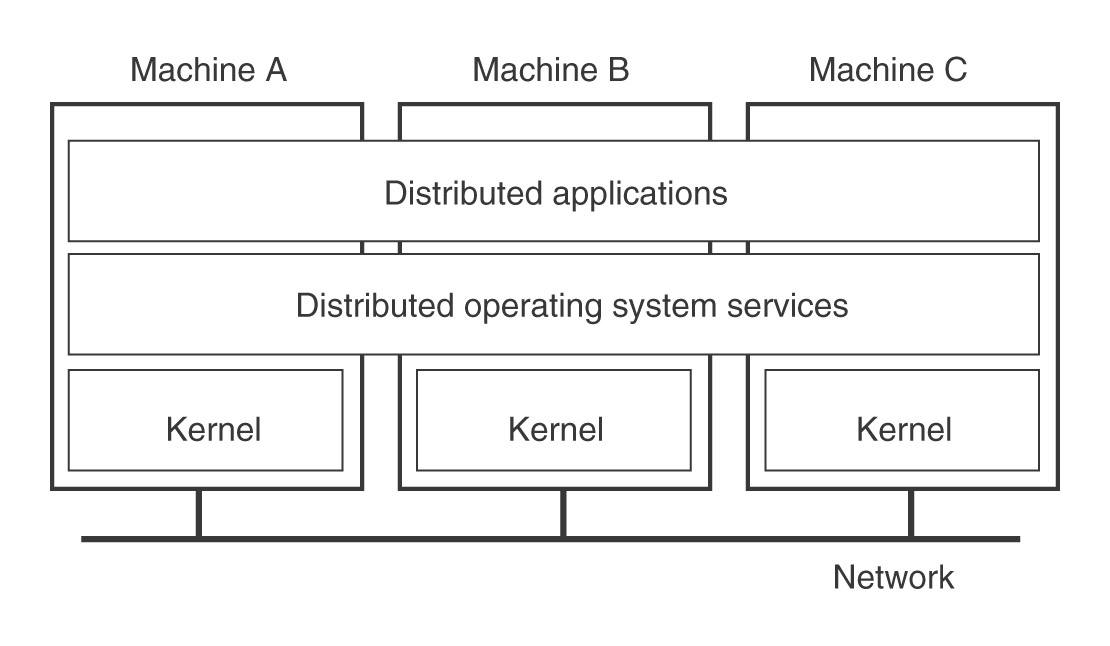 Machine A
Machine B
Machine C
Distributed applications
Distributed operating system services
Kernel
Kernel
Kernel
Network